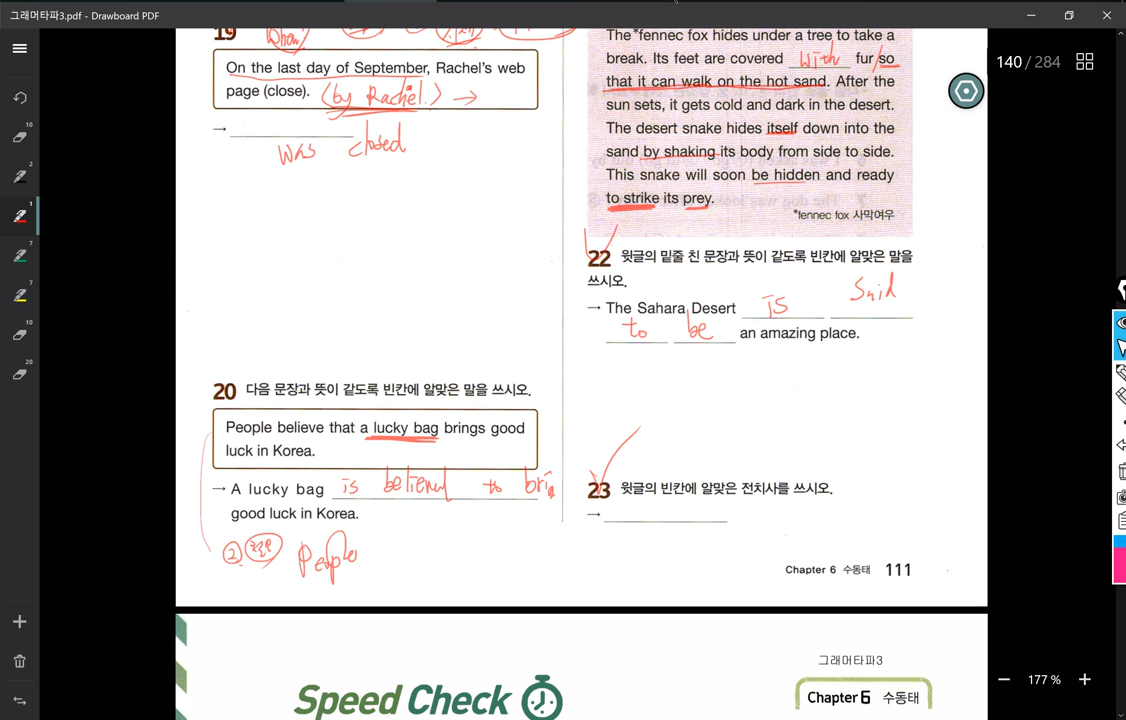 그래머타파3.pdf - Drawboard PDF
140 / 284
19
Show
On the last day of September, Rachel's web
page (close). (by Rachel.) →
→ ____________
was closed
20 다음 문장과 뜻이 같도록 빈칸에 알맞은 말을 쓰시오.
People believe that a lucky bag brings good
luck in Korea.
→ A lucky bag is believed to
good luck in Korea.
② People
The *fennec fox hides under a tree to take a
break. Its feet are covered with fur / so
that it can walk on the hot sand. After the
sun sets, it gets cold and dark in the desert.
The desert snake hides itself down into the
sand by shaking its body from side to side.
This snake will soon be hidden and ready
to strike its prey.
*fennec fox 사막여우
22 윗글의 밑줄 친 문장과 뜻이 같도록 빈칸에 알맞은 말을
쓰시오.
→ The Sahara Desert is said
to be an amazing place.
23 윗글의 빈칸에 알맞은 전치사를 쓰시오.
→ ____________
Chapter 6 수동태 111
그래머타파3
Speed Check
Chapter 6 수동태
177 %
10
2
1
7
7
10
20